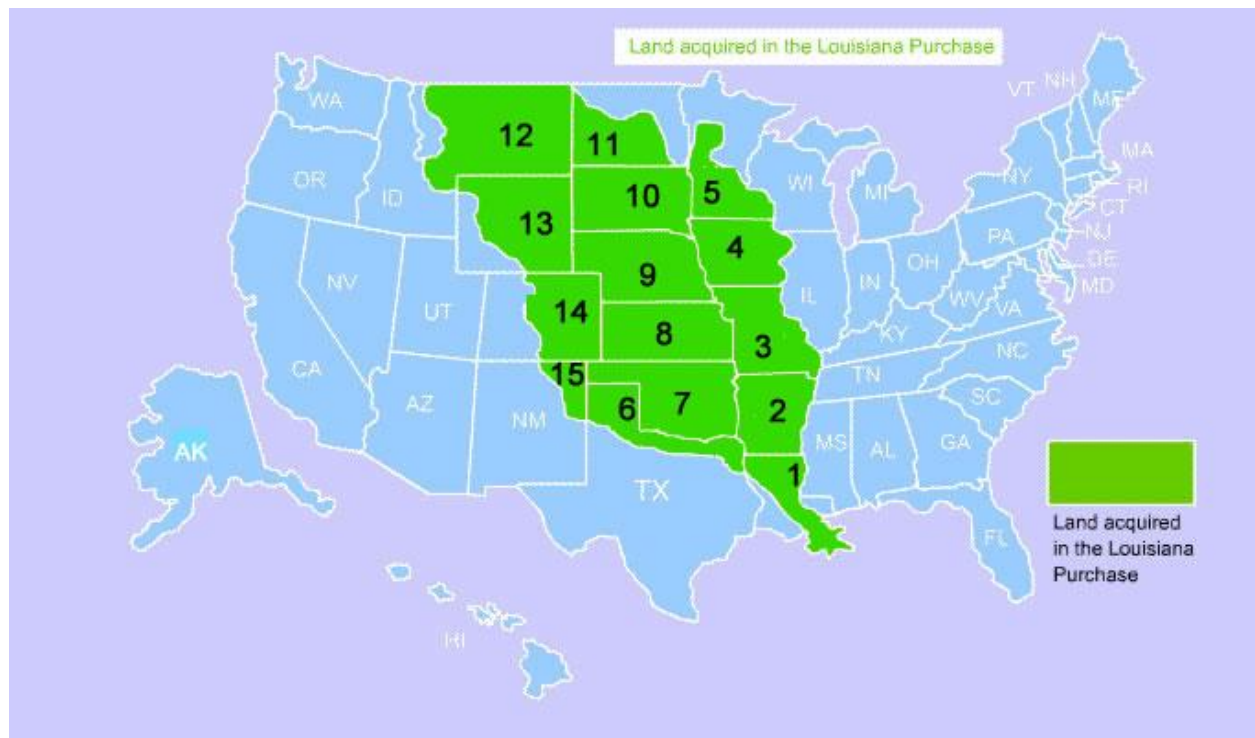 Land acquired in the Louisiana Purchase
VT
NH
ME
WA
12
11
MA
OR
ID
10
5
WI
MI
NY
RI
CT
13
4
PA
NJ
9
OH
DE
NV
UT
14
IL
IN
WV
VA
MD
8
3
KY
CA
15
TN
NC
AZ
NM
6
7
2
SC
AK
MS
AL
GA
TX
1
FL
HI
Land acquired
in the Louisiana
Purchase